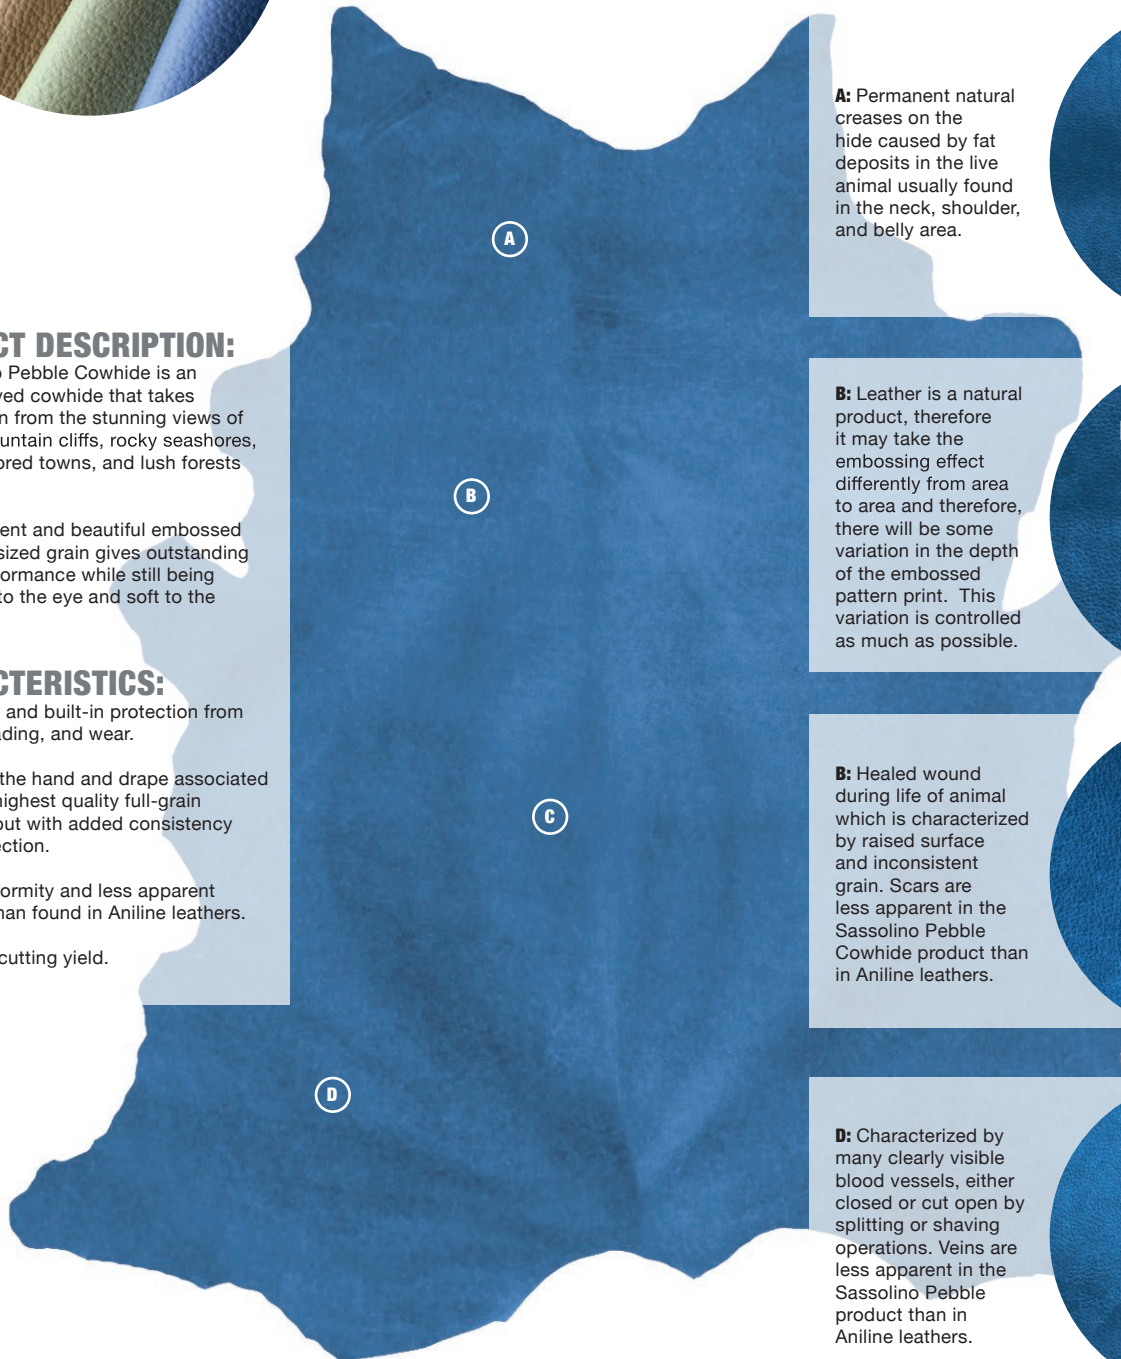 CT DESCRIPTION:
Pebble Cowhide is an
cowhide that takes
from the stunning views of
cliffs, rocky seashores,
towns, and lush forests
and beautiful embossed
sized grain gives outstanding
while still being
to the eye and soft to the
CTERISTICS:
and built-in protection from
and wear.
the hand and drape associated
highest quality full-grain
but with added consistency
and less apparent
than found in Aniline leathers.
cutting yield.
A
B
C
D
A: Permanent natural
creases on the
hide caused by fat
deposits in the live
animal usually found
in the neck, shoulder,
and belly area.
B: Leather is a natural
product, therefore
it may take the
embossing effect
differently from area
to area and therefore,
there will be some
variation in the depth
of the embossed
pattern print. This
variation is controlled
as much as possible.
B: Healed wound
during life of animal
which is characterized
by raised surface
and inconsistent
grain. Scars are
less apparent in the
Sassolino Pebble
Cowhide product than
in Aniline leathers.
D: Characterized by
many clearly visible
blood vessels, either
closed or cut open by
splitting or shaving
operations. Veins are
less apparent in the
Sassolino Pebble
product than in
Aniline leathers.